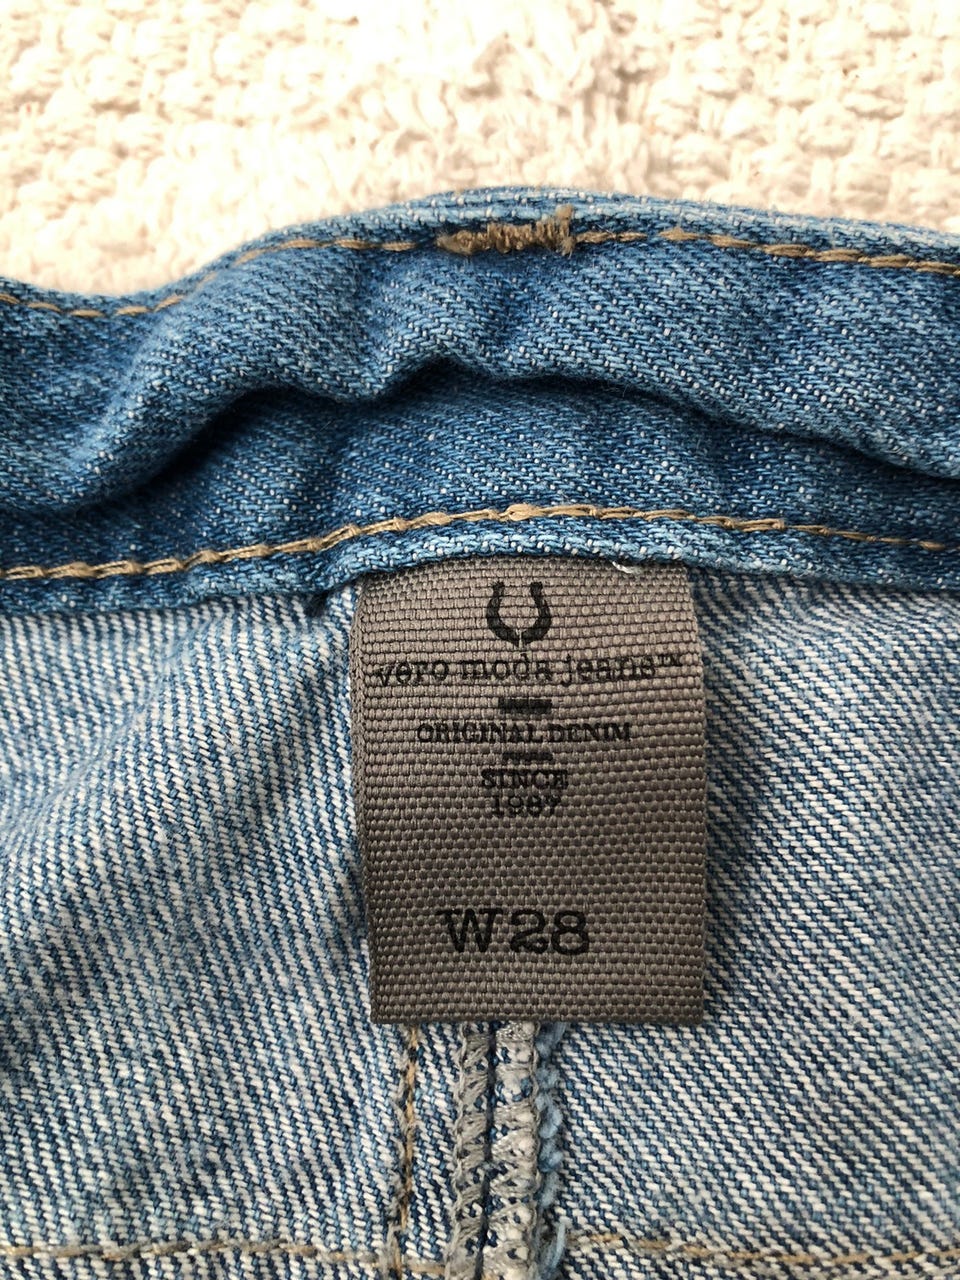 vero moda jeans™
ORIGINAL DENIM
SINCE
1987
W28